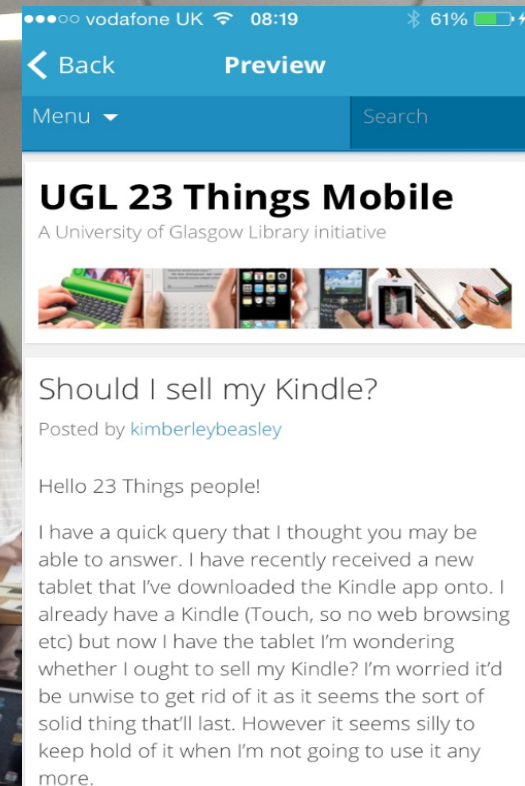 vodafone UK 08:19 61%
Back Preview
Menu Search
UGL 23 Things Mobile
A University of Glasgow Library initiative
Should I sell my Kindle?
Posted by kimberleybeasley
Hello 23 Things people!
I have a quick query that I thought you may be
able to answer. I have recently received a new
tablet that I've downloaded the Kindle app onto. I
already have a Kindle (Touch, so no web browsing
etc) but now I have the tablet I'm wondering
whether I ought to sell my Kindle? I'm worried it'd
be unwise to get rid of it as it seems the sort of
solid thing that'll last. However it seems silly to
keep hold of it when I'm not going to use it any
more.